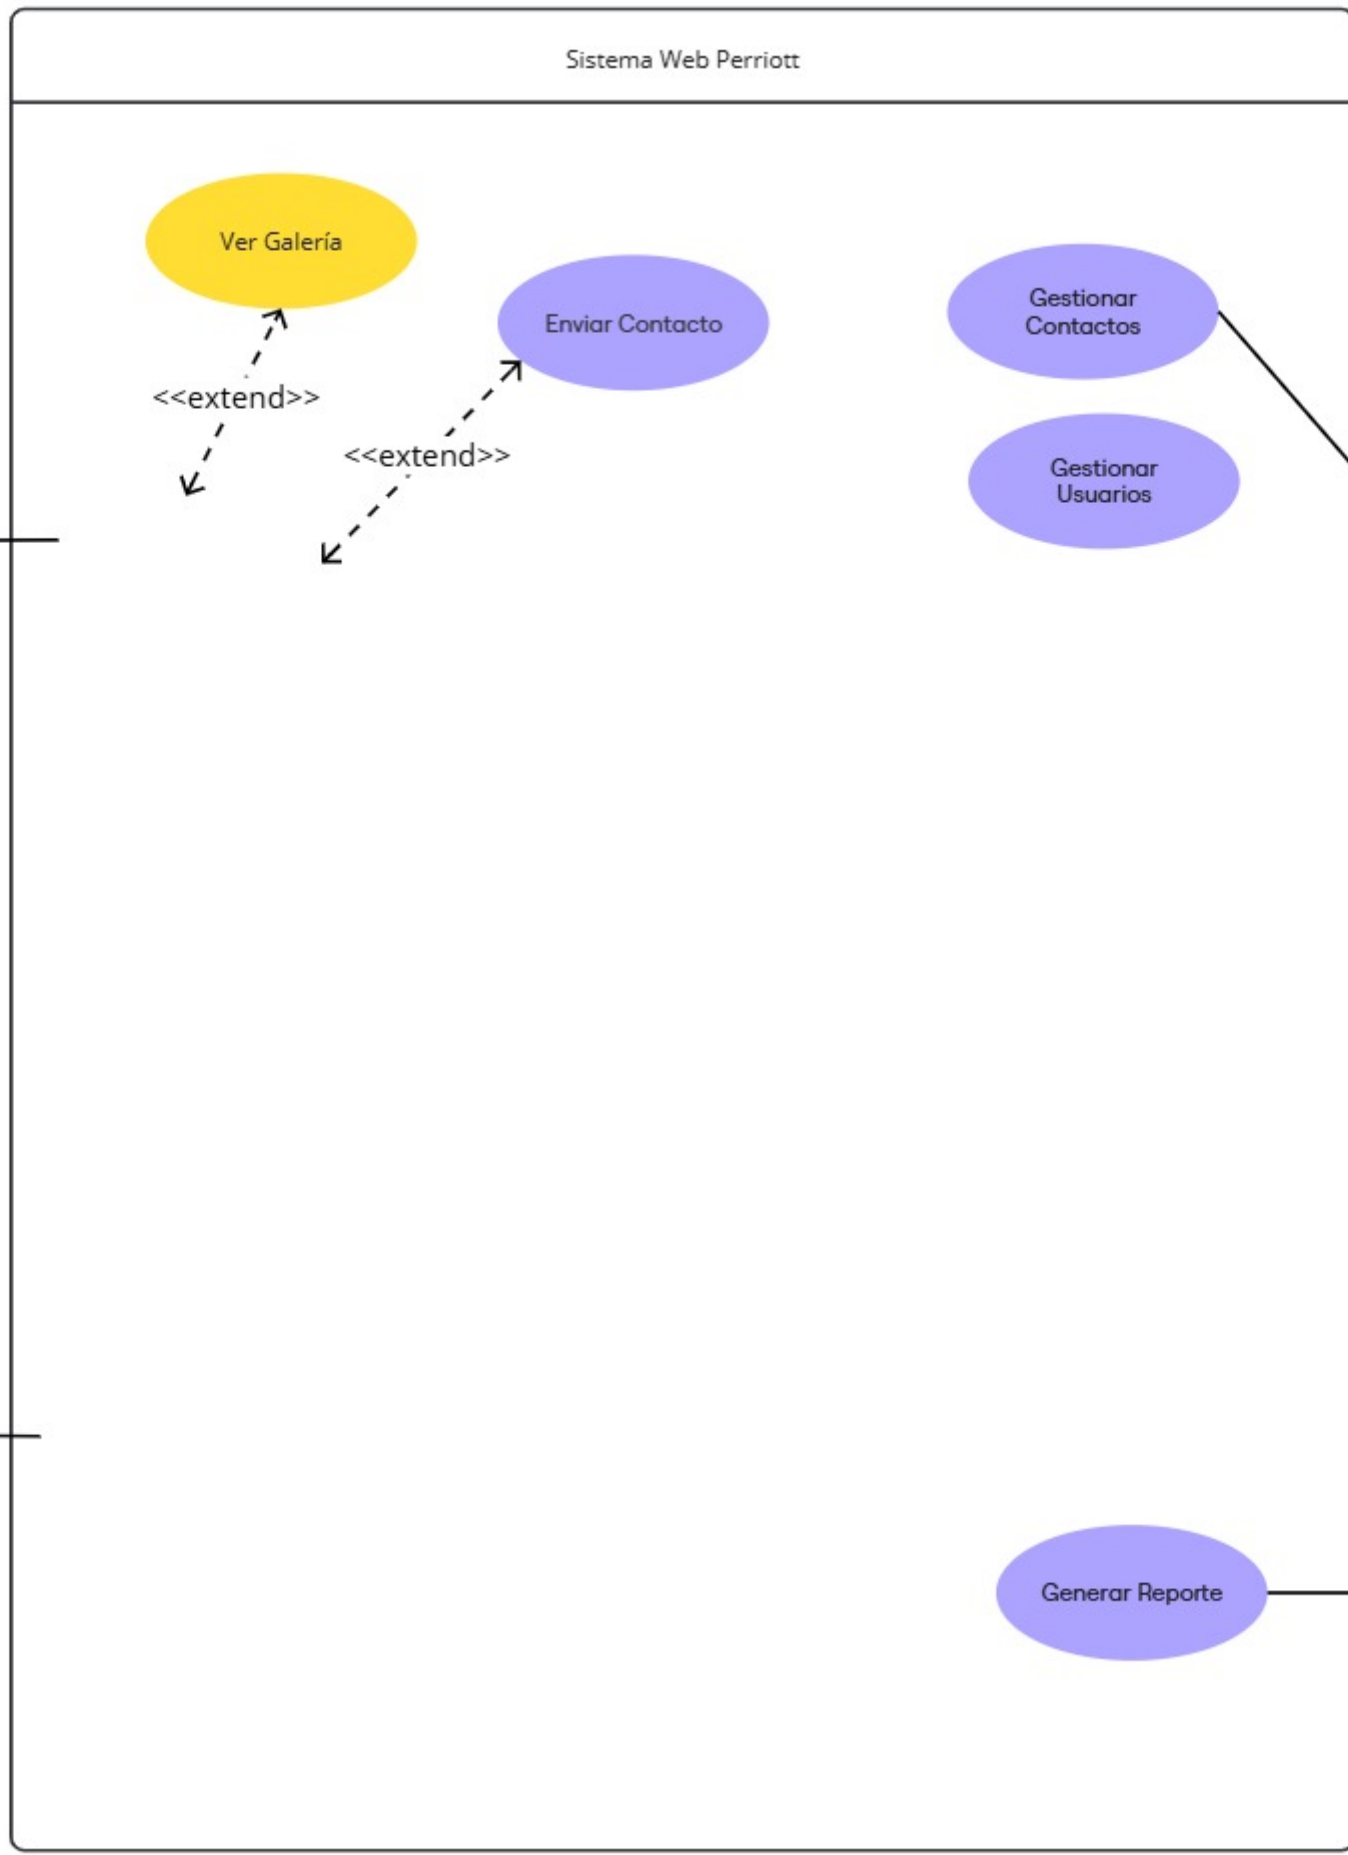 Sistema Web Perriott
Ver Galería
Enviar Contacto
Gestionar
Contactos
<<extend>>
<<extend>>
Gestionar
Usuarios
Generar Reporte